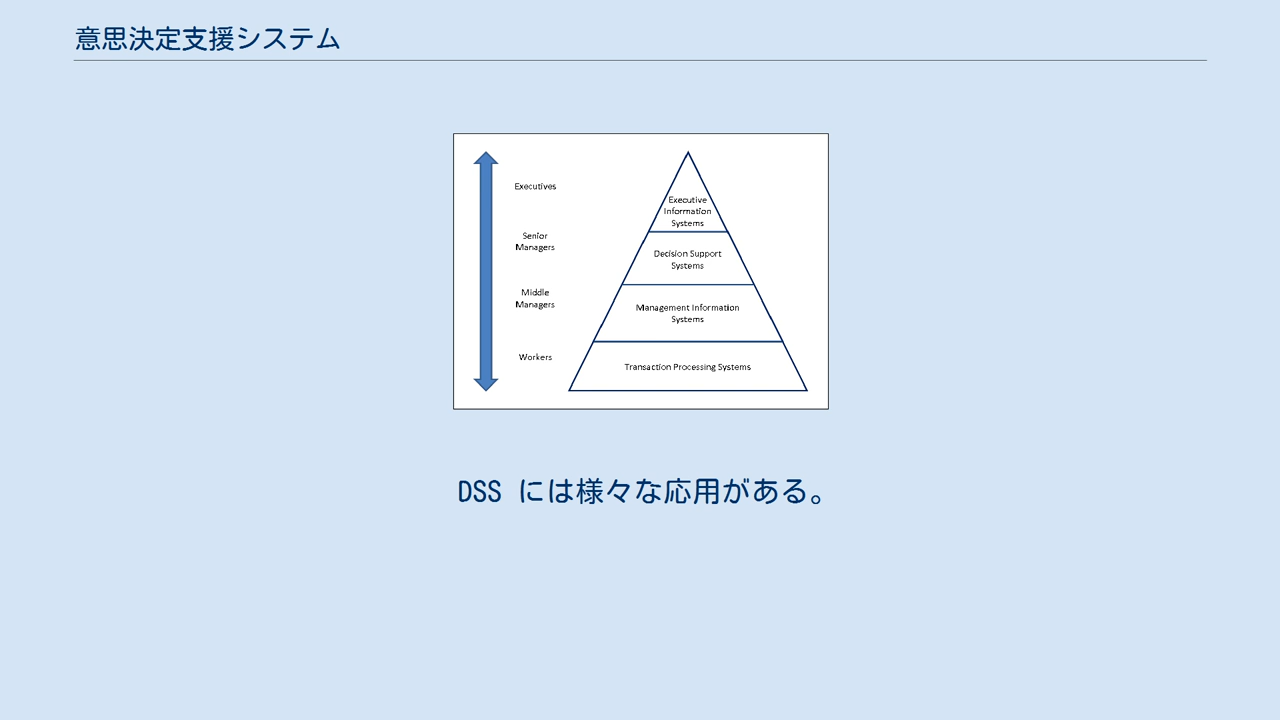 意思決定支援システム
Executives
Senior
Managers
Middle
Managers
Workers
Executive
Information
Systems
Decision Support
Systems
Management Information
Systems
Transaction Processing Systems
DSS には様々な応用がある。